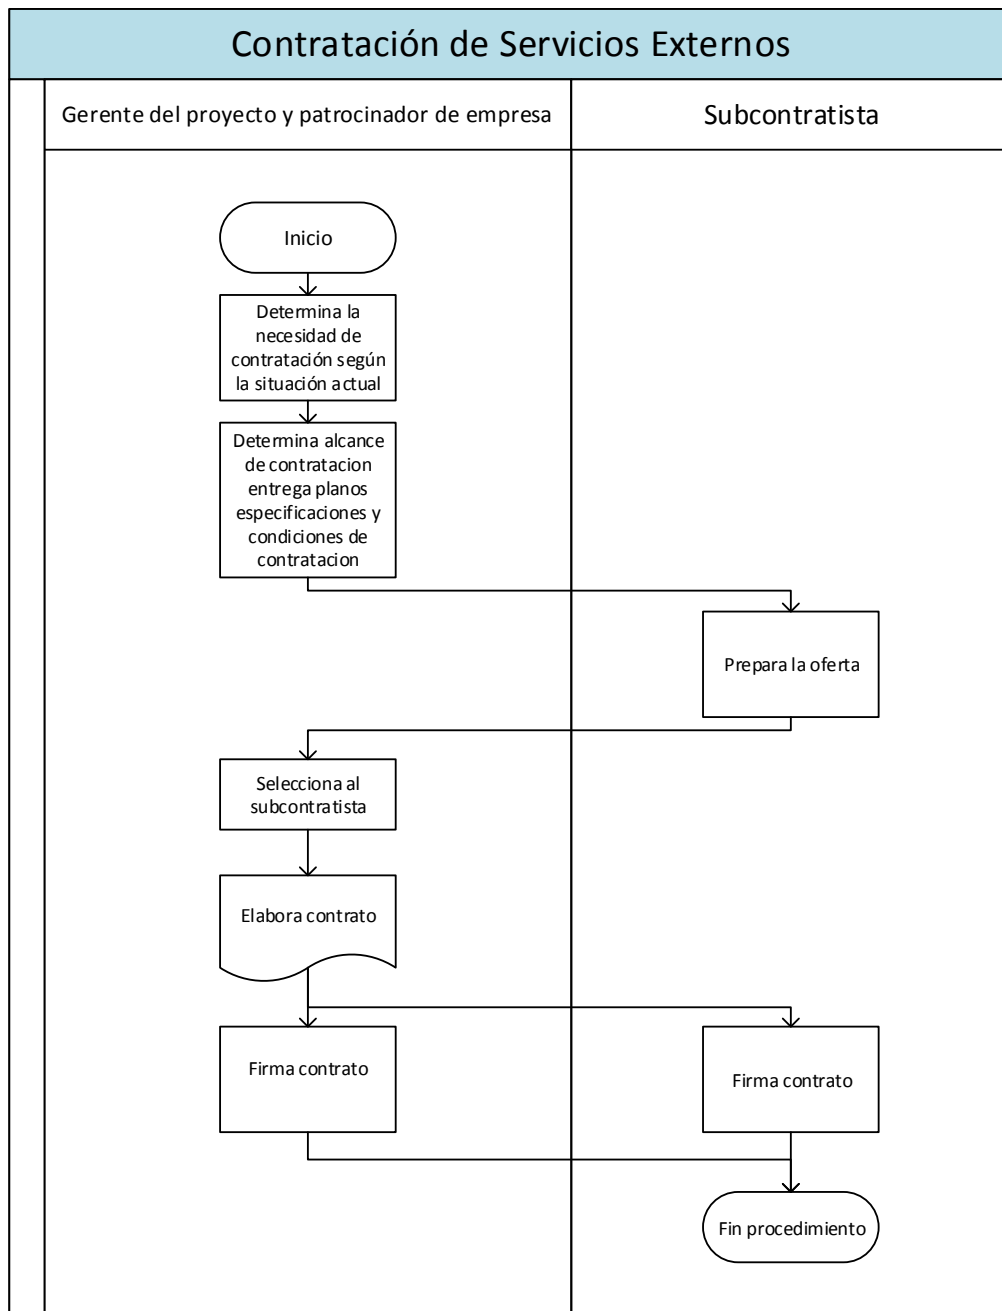 Contratación de Servicios Externos
Gerente del proyecto y patrocinador de empresa
Subcontratista
Inicio
Determina la
necesidad de
contratación según
la situación actual
Determina alcance
de contratacion
entrega planos
especificaciones y
condiciones de
contratacion
Prepara la oferta
Selecciona al
subcontratista
Elabora contrato
Firma contrato
Firma contrato
Fin procedimiento